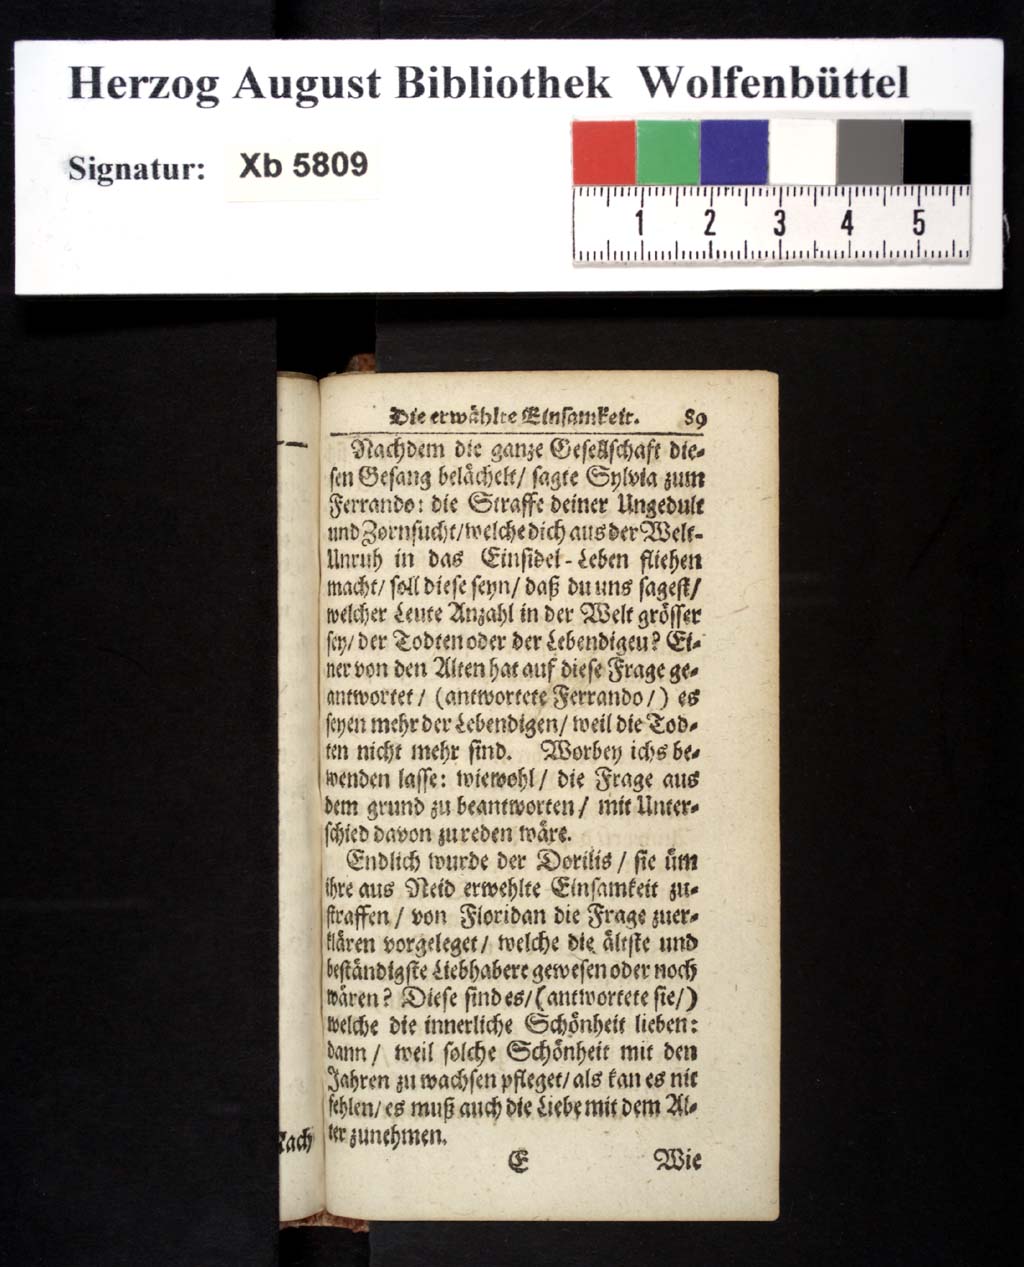 Herzog August Bibliothek Wolfenbüttel
Signatur: Xb 5809
1 2 3 4 5
Die erwählte Einsamkeit. 89
Nachdem die ganze Gesellschaft die-
sen Gesang belächelt/ sagte Sylvia zum
Ferrando: die Straffe deiner Ungedult
und Zornsucht/ welche dich aus der Welt-
Unruh in das Einsidel-Leben fliehen
macht/ soll diese seyn/ daß du uns sagest/
welcher Leute Anzahl in der Welt grösser
sey/ der Todten oder der Lebendigeu? Ei-
ner von den Alten hat auf diese Frage ge-
antwortet/ (antwortete Ferrando/) es
seyen mehr der Lebendigen/ weil die Tod-
ten nicht mehr sind. Worbey ichs be-
wenden lasse: wiewohl/ die Frage aus
dem grund zu beantworten/ mit Unter-
schied davon zu reden wäre.
Endlich wurde der Dorilis/ sie üm
ihre aus Neid erwehlte Einsamkeit zu-
straffen/ von Floridan die Frage zuer-
klären vorgeleget/ welche die ältste und
beständigste Liebhabere gewesen oder noch
wären? Diese sind es/ (antwortete sie/)
welche die innerliche Schönheit lieben:
dann/ weil solche Schönheit mit den
Jahren zu wachsen pfleget/ als kan es nit
fehlen/ es muß auch die Liebe mit dem Al-
ter zunehmen.
E Wie
Nach